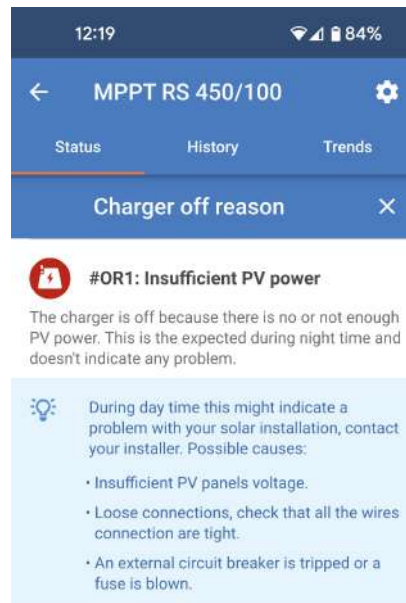 12:19
84%
MPPT RS 450/100
Status History Trends
Charger off reason
#OR1: Insufficient PV power
The charger is off because there is no or not enough
PV power. This is the expected during night time and
doesn't indicate any problem.
During day time this might indicate a
problem with your solar installation, contact
your installer. Possible causes:
• Insufficient PV panels voltage.
• Loose connections, check that all the wires
connection are tight.
• An external circuit breaker is tripped or a
fuse is blown.